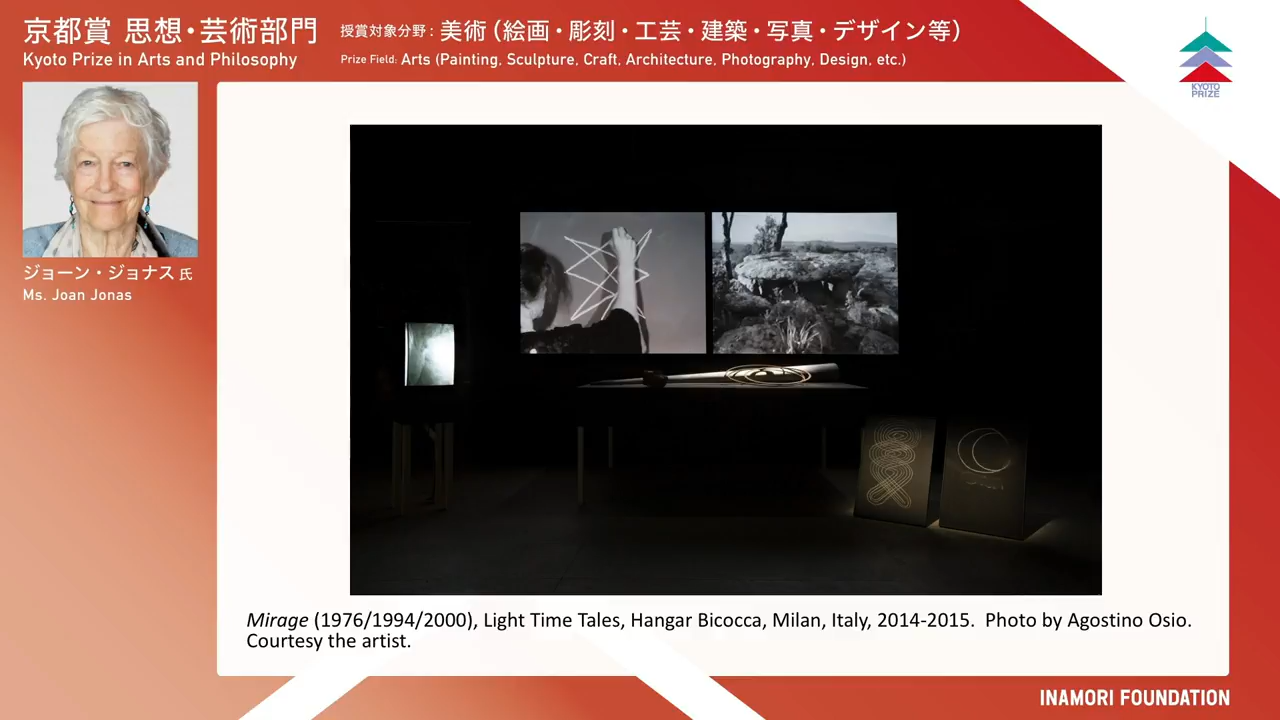 京都賞 思想・芸術部門
授賞対象分野：美術（絵画・彫刻・工芸・建築・写真・デザイン等）
Kyoto Prize in Arts and Philosophy
Prize Field: Arts (Painting, Sculpture, Craft, Architecture, Photography, Design, etc.)
KYOTO
PRIZE
ジョーン・ジョナス 氏
Ms. Joan Jonas
Mirage (1976/1994/2000), Light Time Tales, Hangar Bicocca, Milan, Italy, 2014-2015. Photo by Agostino Osio.
Courtesy the artist.
INAMORI FOUNDATION